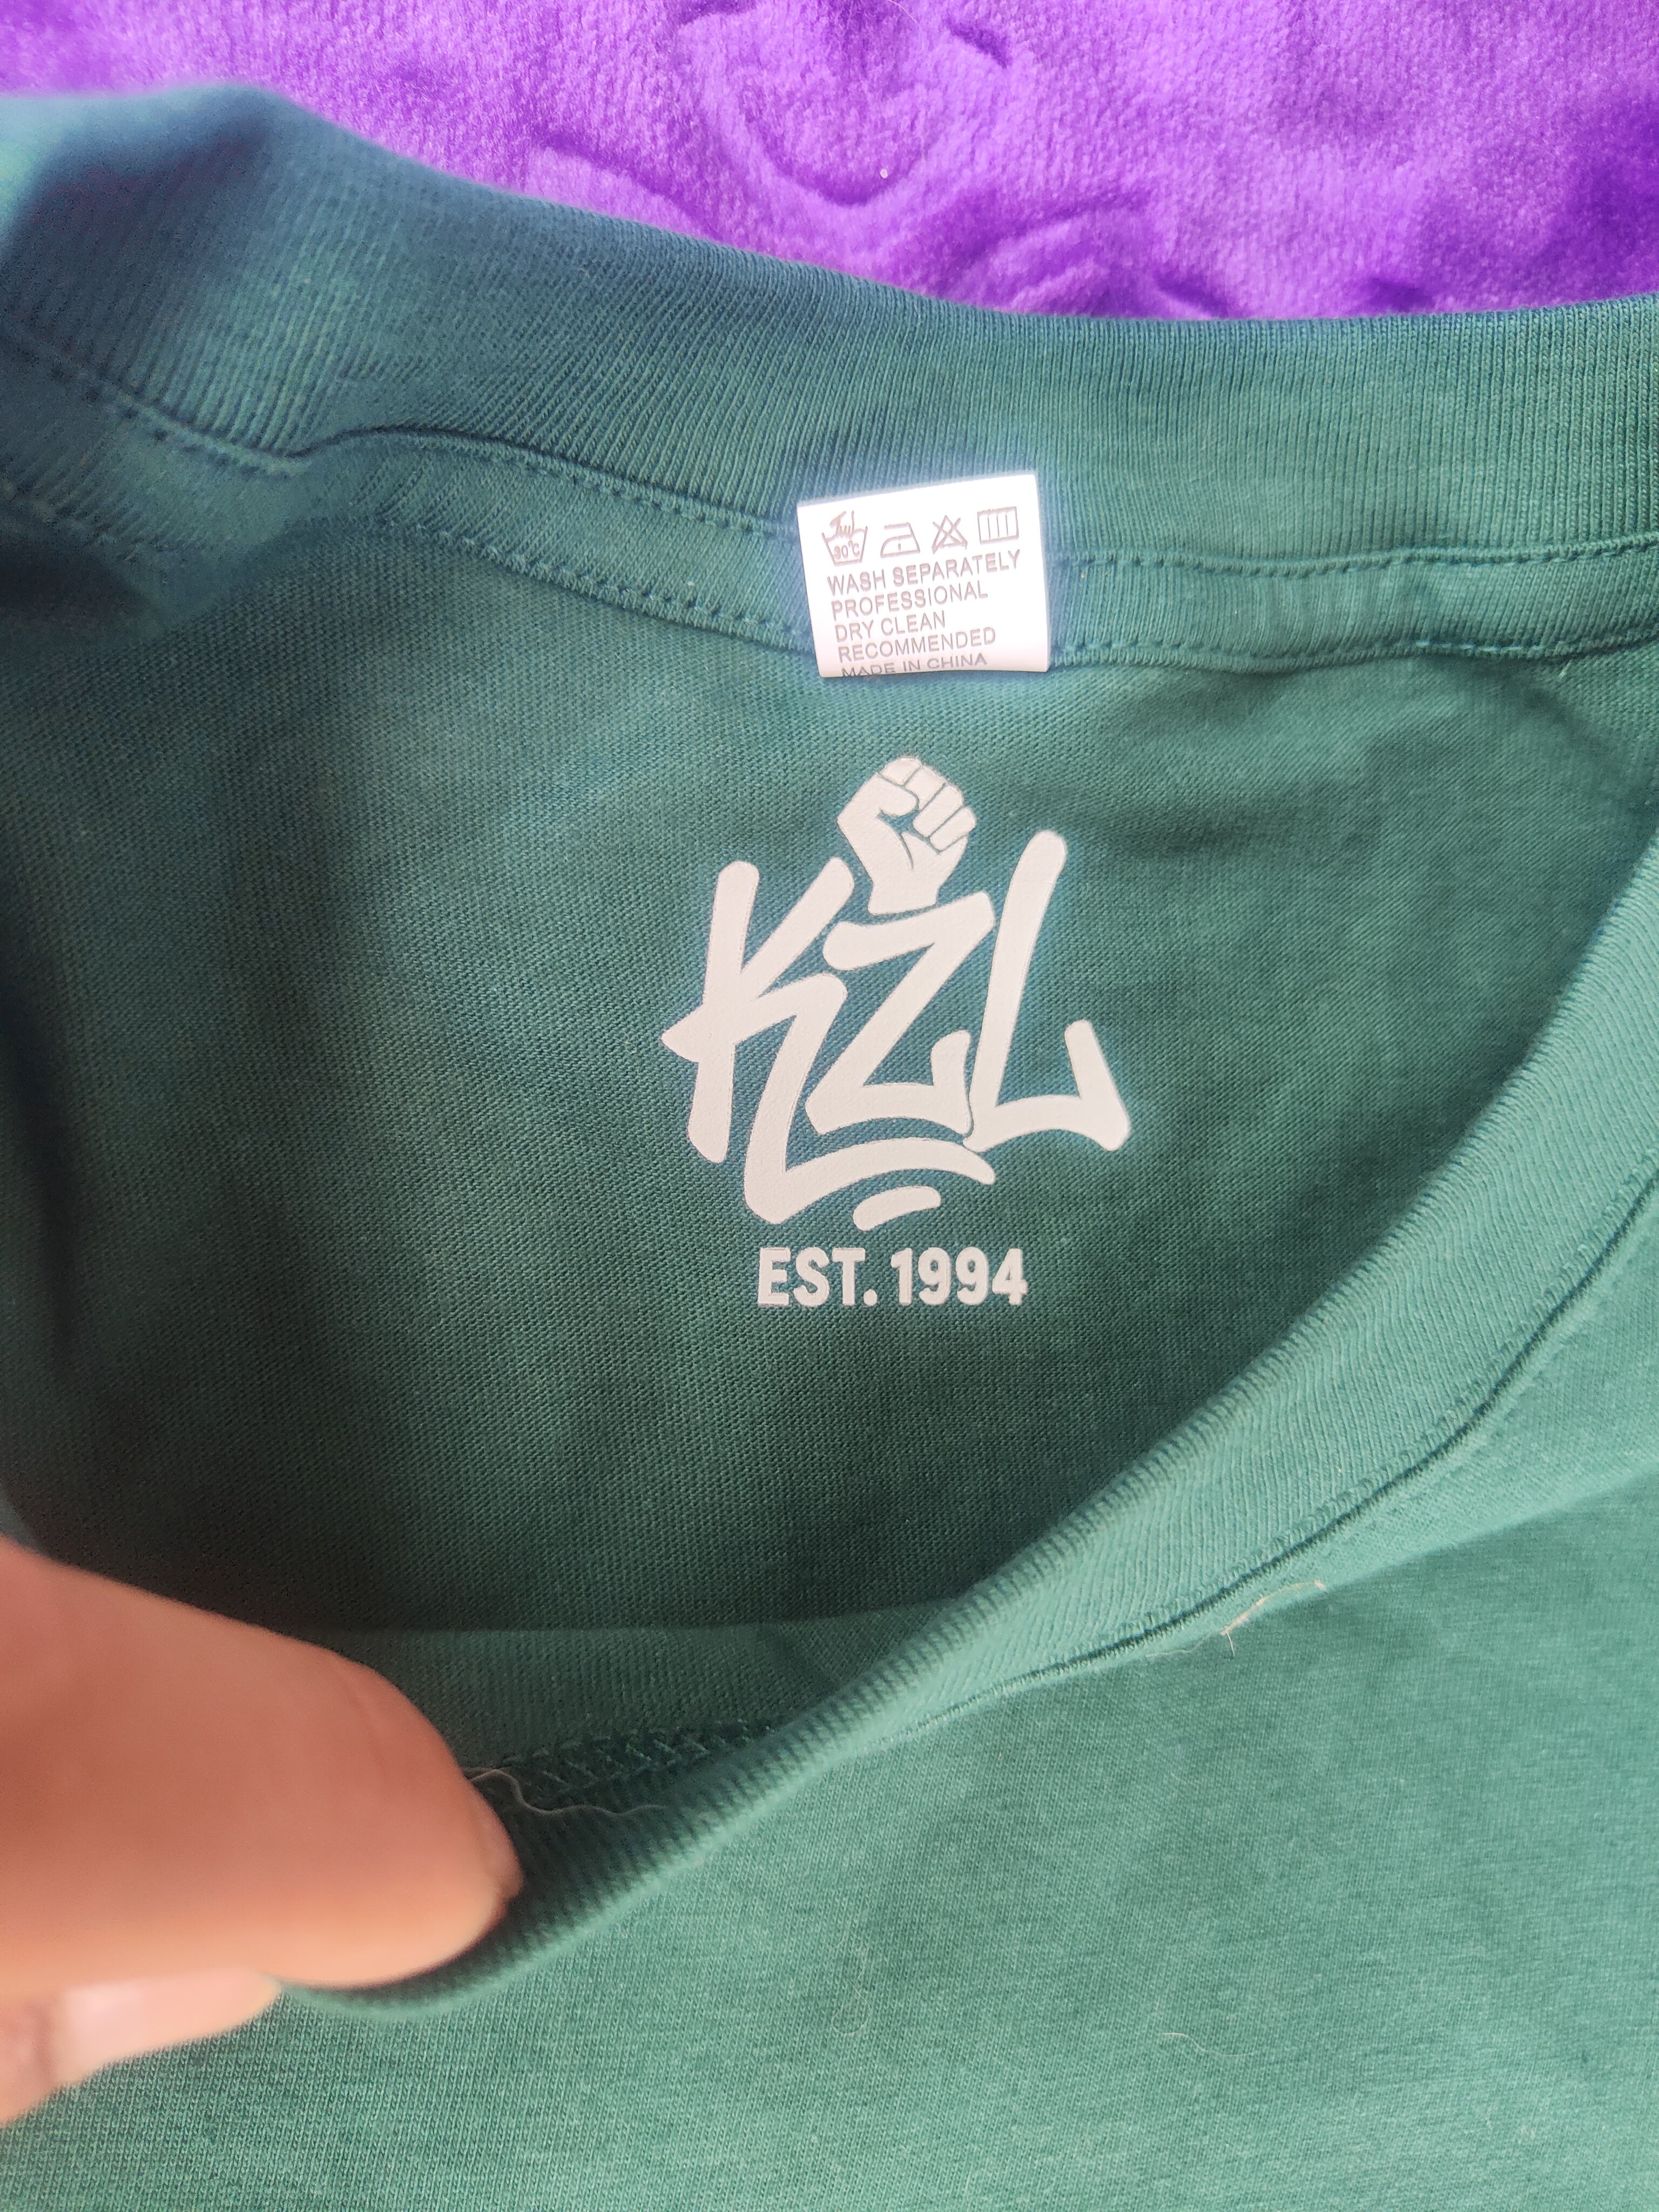 30°C
WASH SEPARATELY
PROFESSIONAL
DRY CLEAN
RECOMMENDED
MADE IN CHINA
KZL
EST. 1994